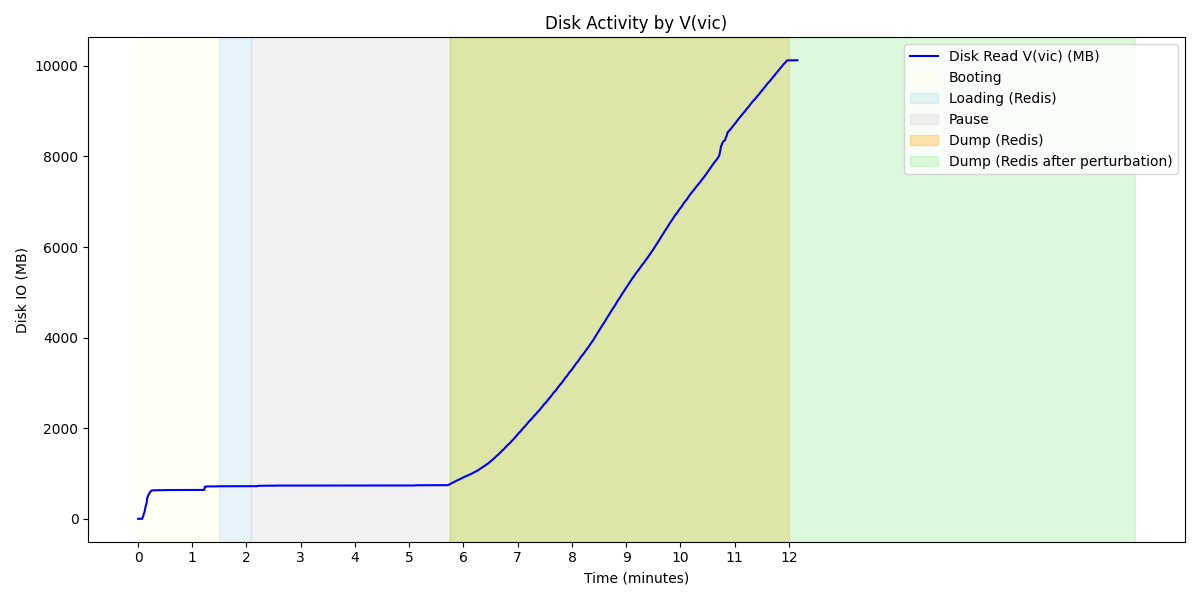 Disk Activity by V(vic)
Disk Read V(vic) (MB)
Booting
Loading (Redis)
Pause
Dump (Redis)
Dump (Redis after perturbation)
Disk IO (MB)
10000
8000
6000
4000
2000
0
0 1 2 3 4 5 6 7 8 9 10 11 12
Time (minutes)